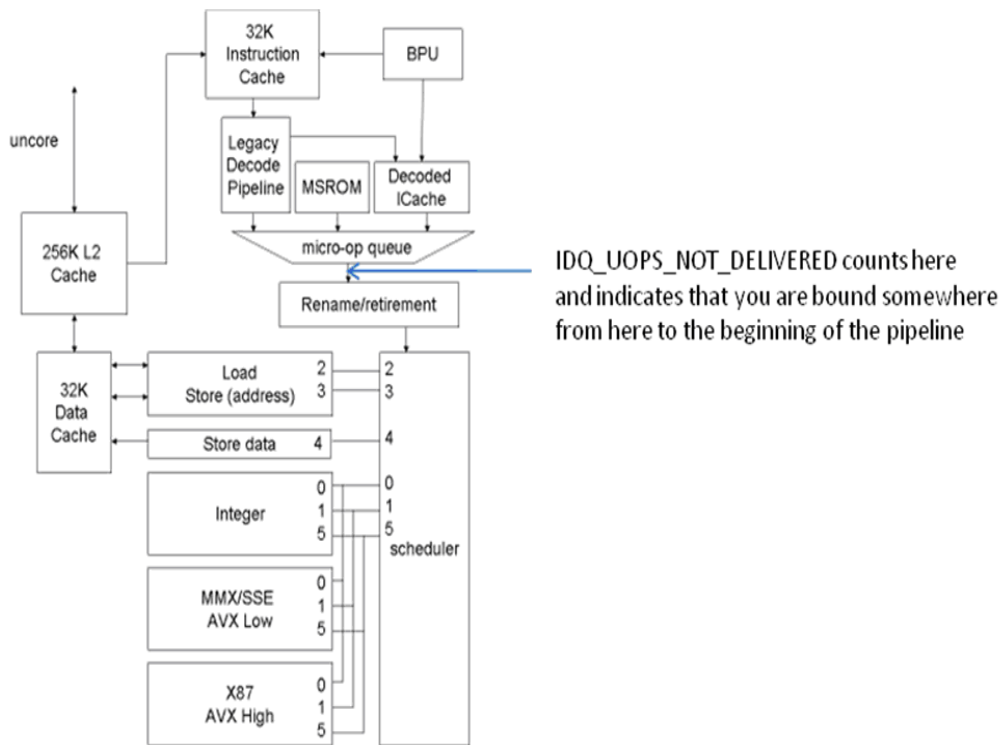 32K
Instruction
Cache
BPU
uncore
Legacy
Decode
Pipeline
MSROM
Decoded
ICache
256K L2
Cache
micro-op queue
IDQ_UOPS_NOT_DELIVERED counts here
and indicates that you are bound somewhere
from here to the beginning of the pipeline
Rename/retirement
32K
Data
Cache
Load
Store (address)
2
3
2
3
Store data
4
4
Integer
0
1
5
0
1
5
scheduler
MMX/SSE
AVX Low
0
1
5
X87
AVX High
0
1
5